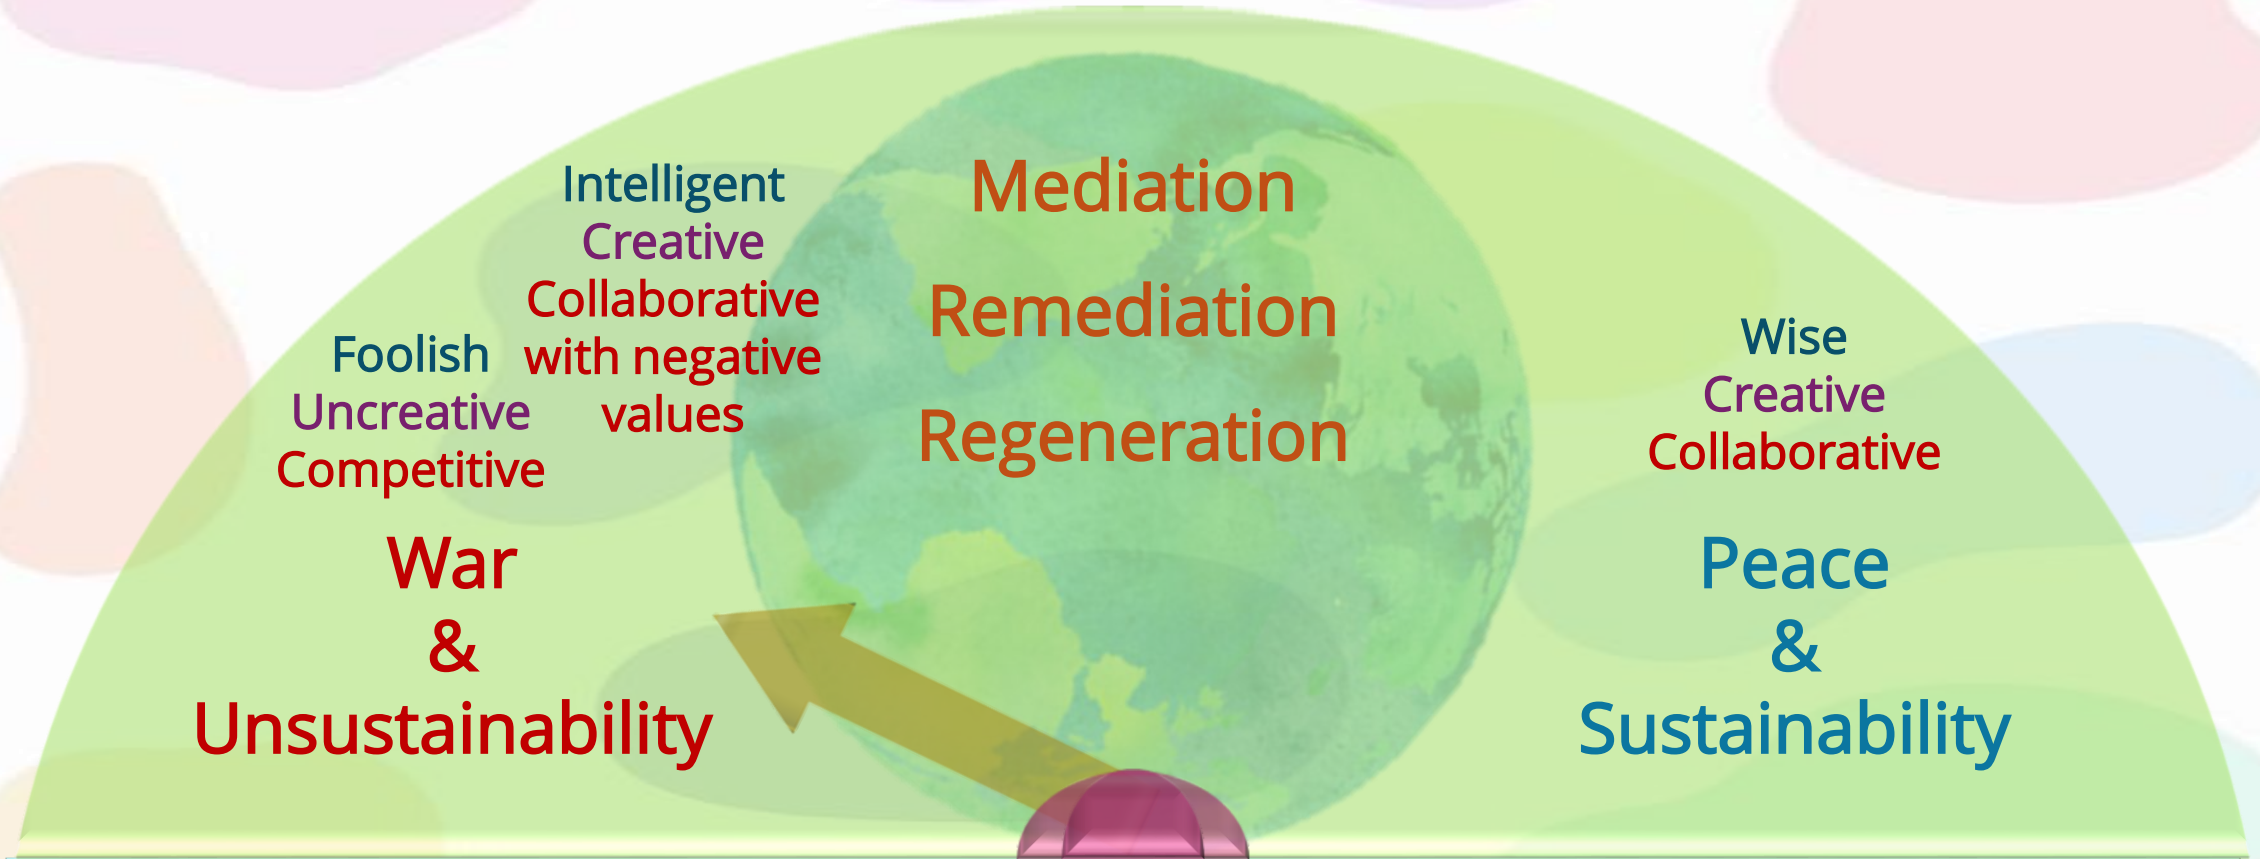 Intelligent
Creative
Collaborative
with negative
values
Foolish
Uncreative
Competitive
War
&
Unsustainability
Mediation
Remediation
Regeneration
Wise
Creative
Collaborative
Peace
&
Sustainability